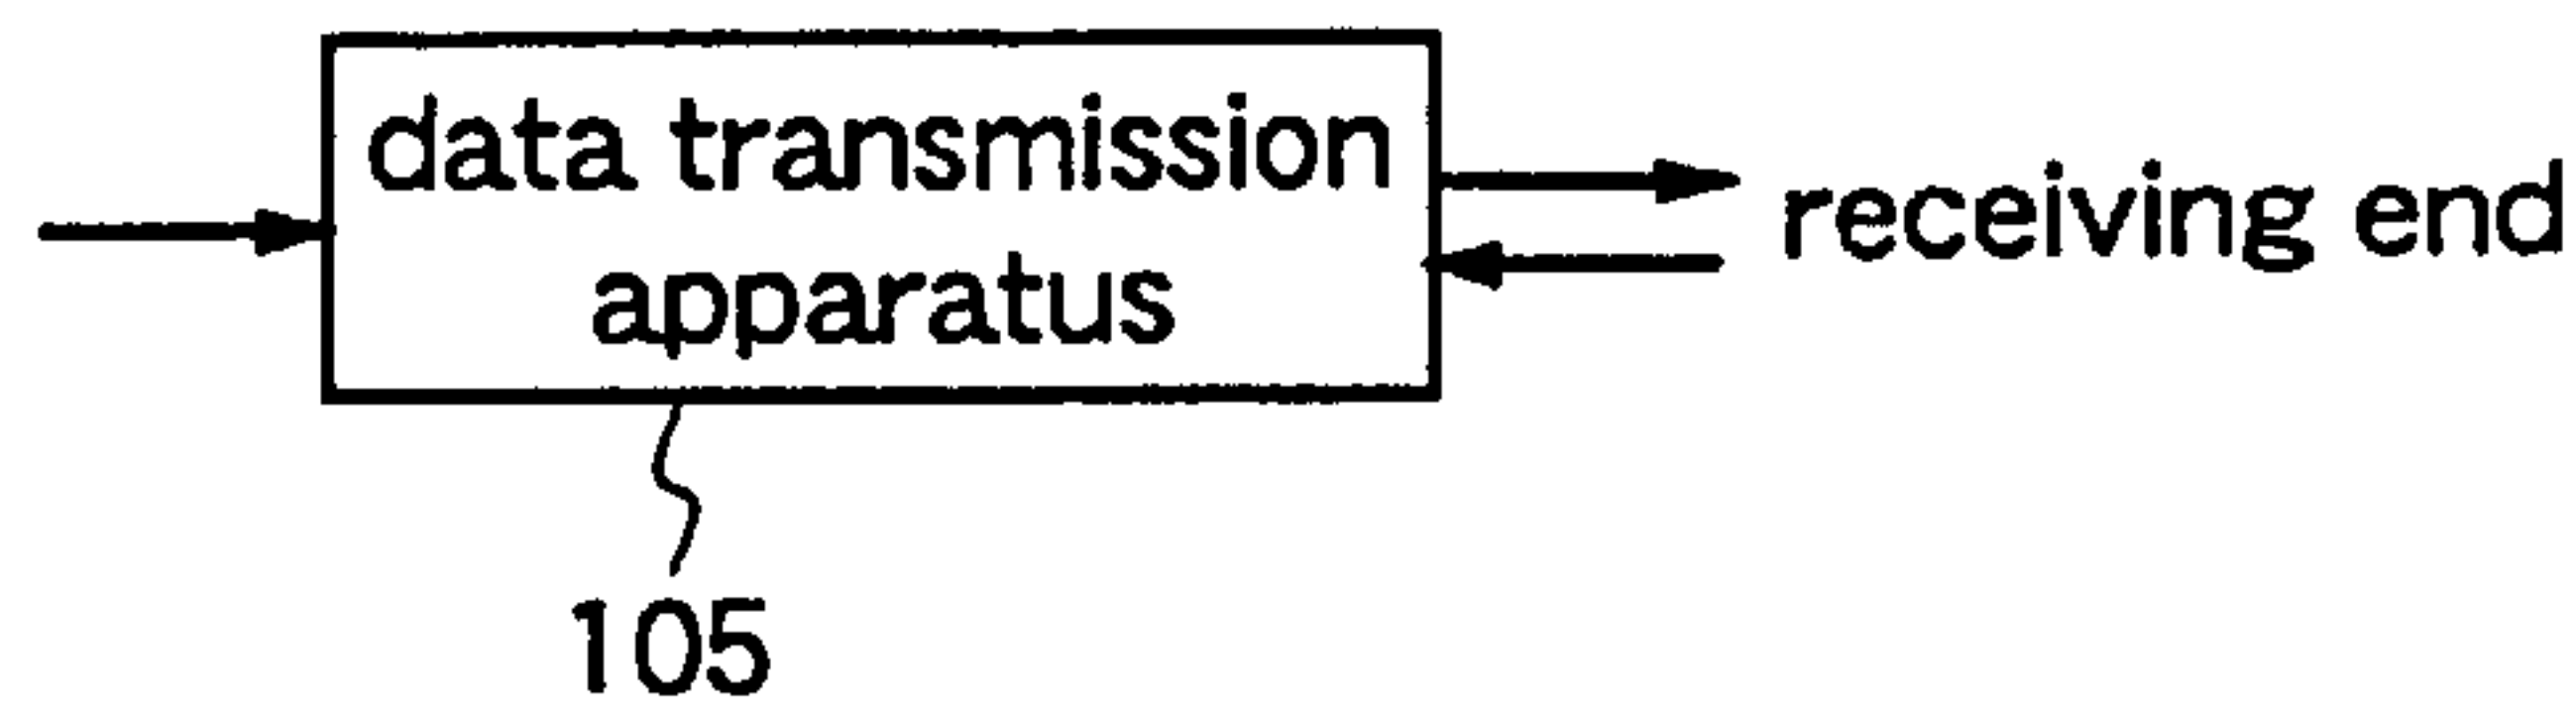 data transmission
apparatus
receiving end
105